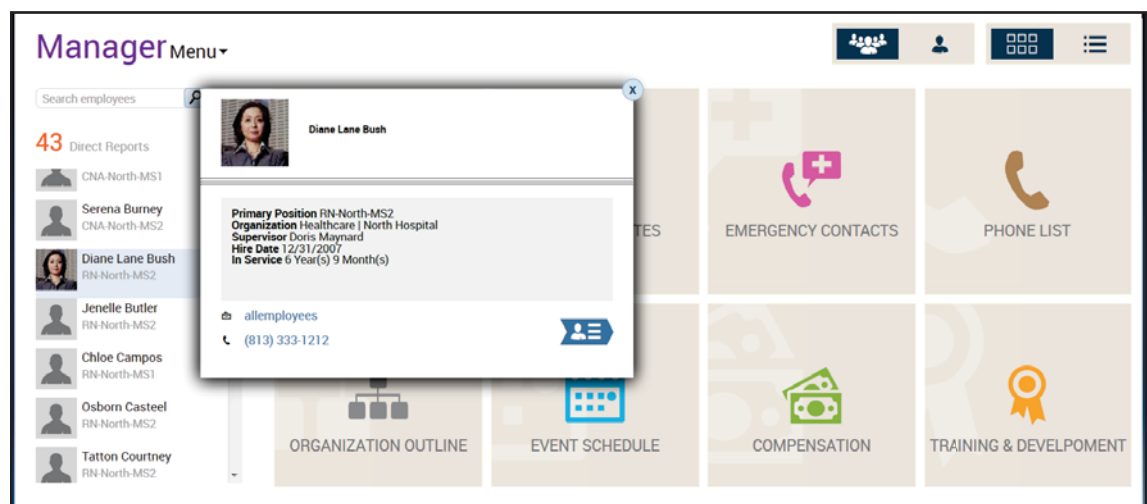 Manager Menu
Search employees
43 Direct Reports
CNA-North-MS1
Serena Burney
CNA-North-MS2
Diane Lane Bush
RN-North-MS2
Jenelle Butler
RN-North-MS2
Chloe Campos
RN-North-MS1
Osborn Casteel
RN-North-MS2
Tatton Courtney
RN-North-MS2
X
Diane Lane Bush
Primary Position RN-North-MS2
Organization Healthcare | North Hospital
Supervisor Doris Maynard
Hire Date 12/31/2007
In Service 6 Year(s) 9 Month(s)
allemployees
(813) 333-1212
TES
EMERGENCY CONTACTS
PHONE LIST
ORGANIZATION OUTLINE
EVENT SCHEDULE
COMPENSATION
TRAINING & DEVELPOMENT